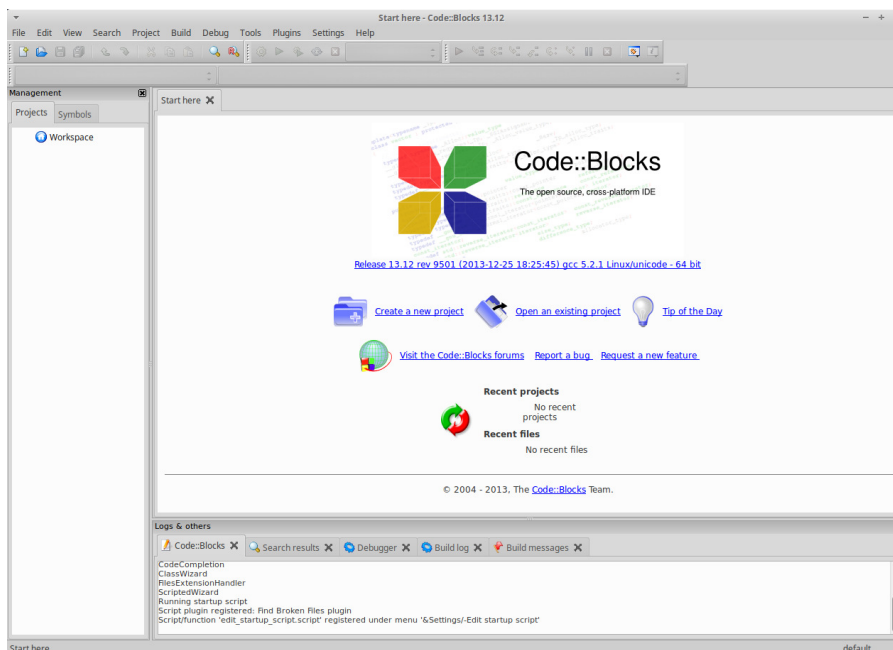 Start here - Code::Blocks 13.12
File Edit View Search Project Build Debug Tools Plugins Settings Help
Management
Projects Symbols
Workspace
Start here
Code::Blocks
The open source, cross-platform IDE
Release 13.12 rev 9501 (2013-12-25 18:25:45) gcc 5.2.1 Linux/unicode - 64 bit
Create a new project Open an existing project Tip of the Day
Visit the Code::Blocks forums Report a bug Request a new feature
Recent projects
No recent
projects
Recent files
No recent files
© 2004 - 2013, The Code::Blocks Team.
Logs & others
Code::Blocks Search results Debugger Build log Build messages
CodeCompletion
ClassWizard
FilesExtensionHandler
ScriptedWizard
Running startup script
Script plugin registered: Find Broken Files plugin
Script/function 'edit_startup_script.script' registered under menu '&Settings/-Edit startup script'
Start here default